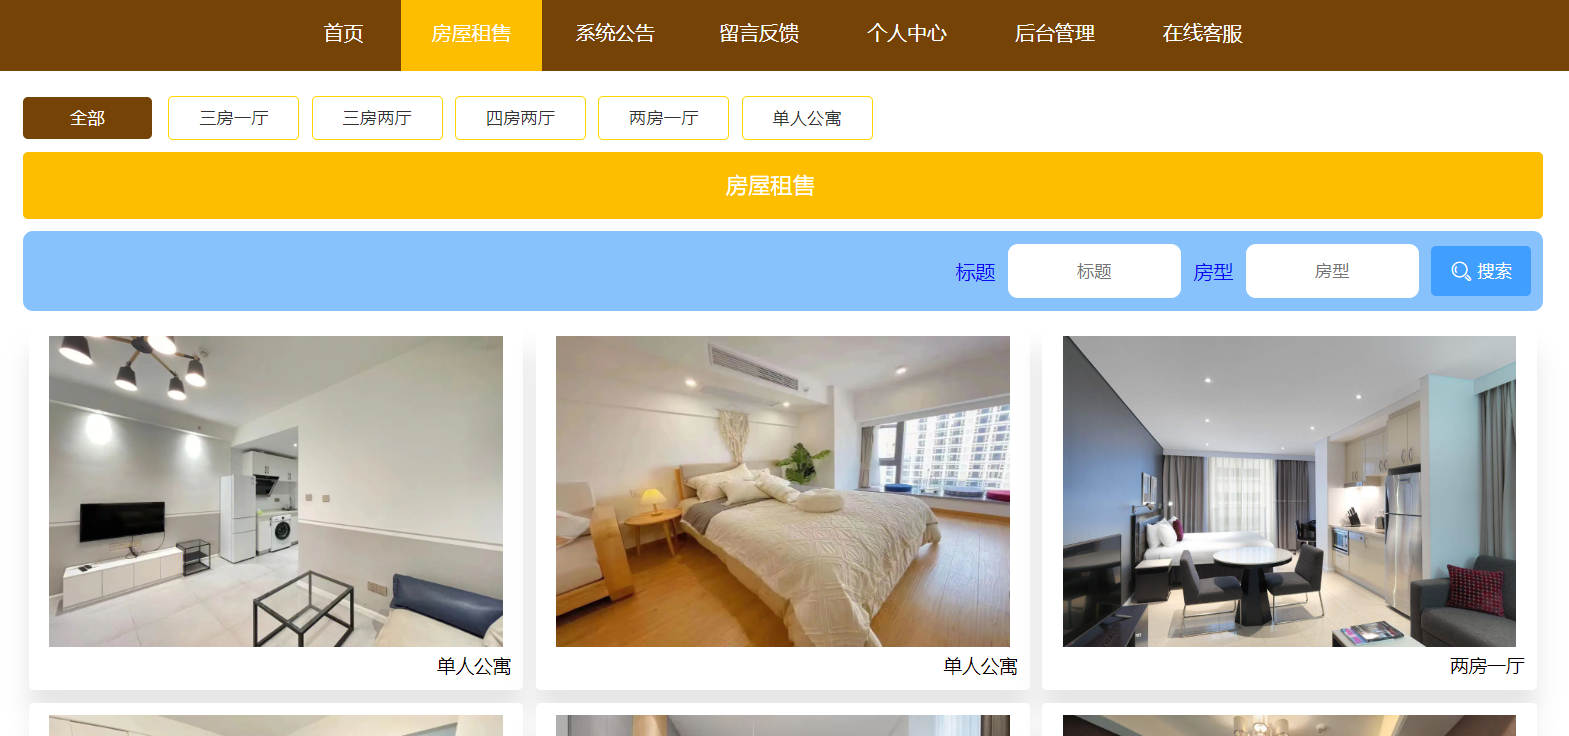 首页 房屋租售 系统公告 留言反馈 个人中心 后台管理 在线客服
全部 三房一厅 三房两厅 四房两厅 两房一厅 单人公寓
房屋租售
标题 标题 房型 房型 搜索
单人公寓 单人公寓 两房一厅